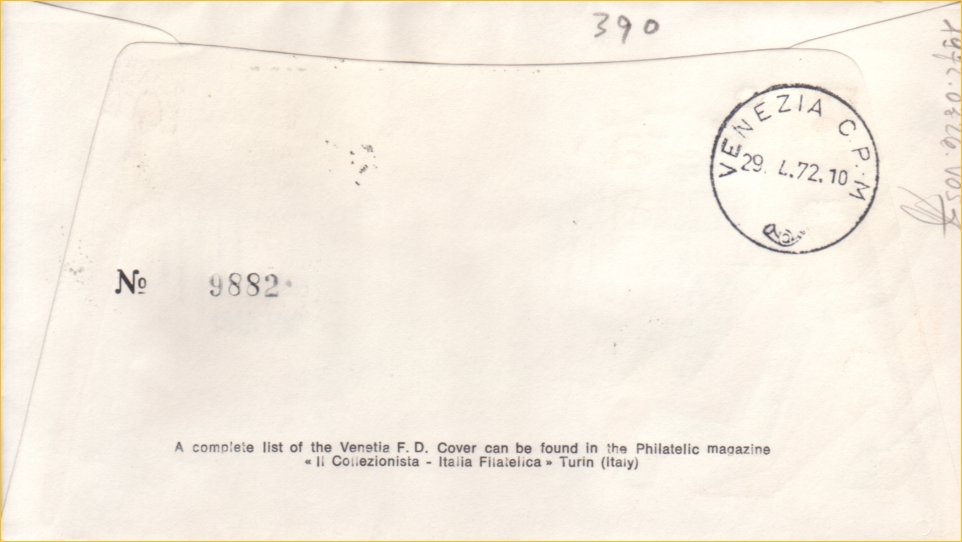 390
VENEZIA C.P. M
29. 4.72.10
No 9882
A complete list of the Venetia F. D. Cover can be found in the Philatelic magazine
« Il Collezionista - Italia Filatelica » Turin (Italy)